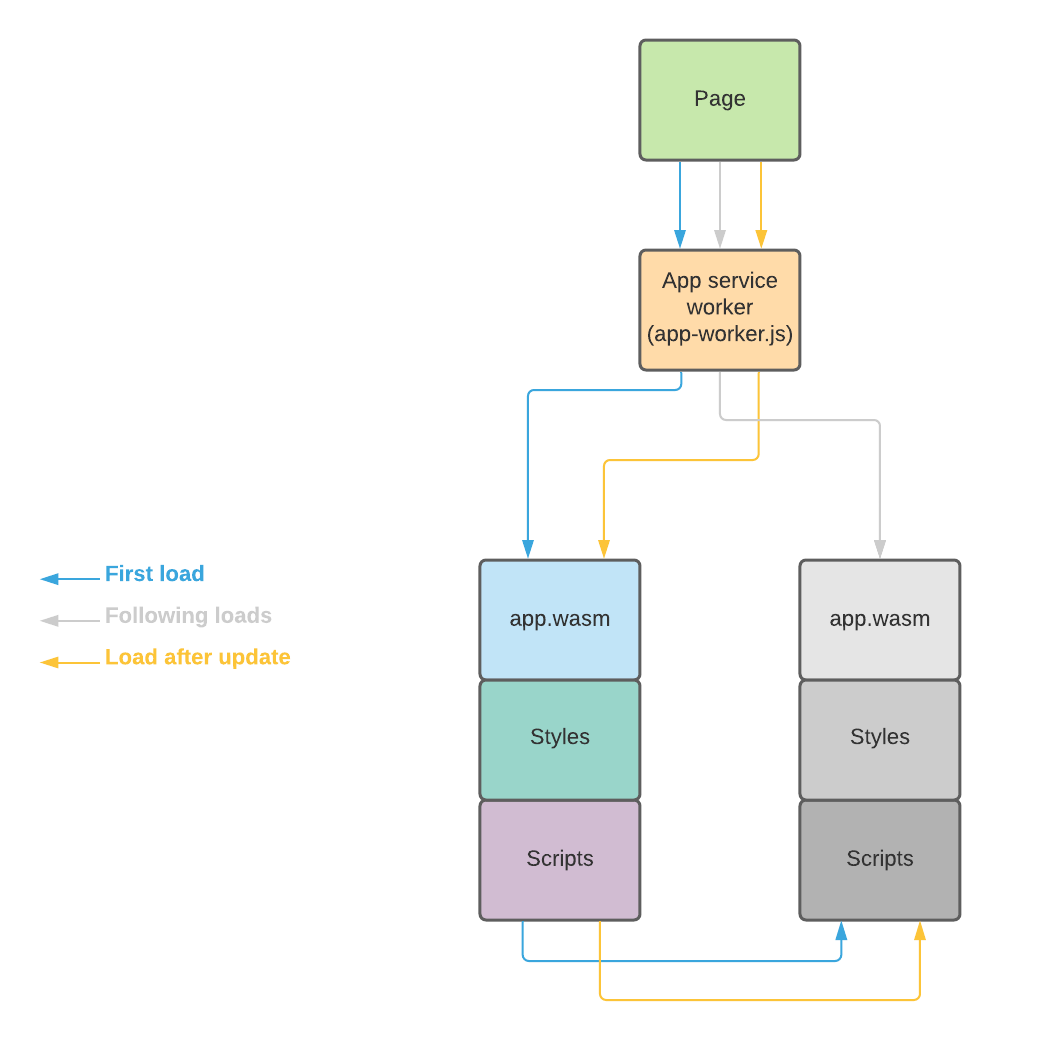 Page
App service
worker
(app-worker.js)
First load
Following loads
Load after update
app.wasm
Styles
Scripts
app.wasm
Styles
Scripts